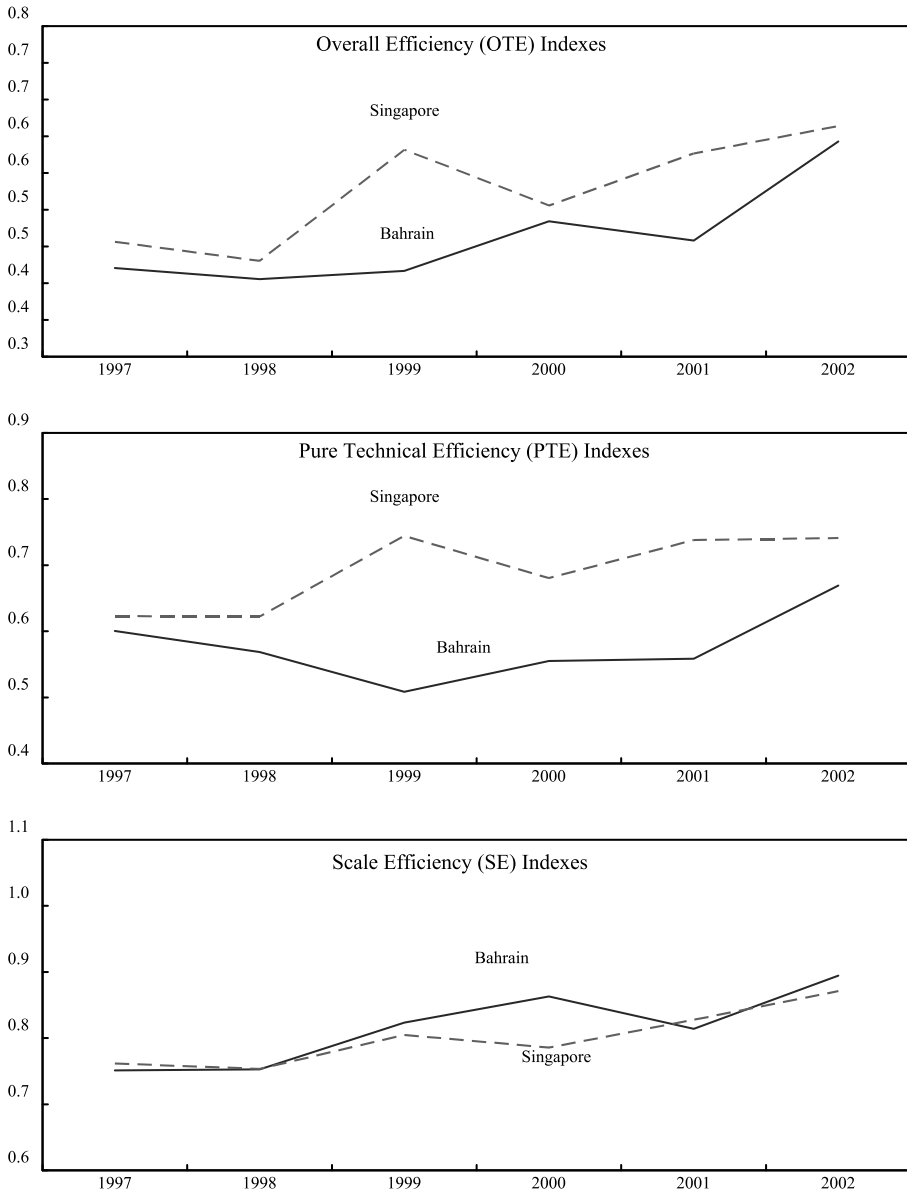 0.8
Overall Efficiency (OTE) Indexes
0.7
0.7
Singapore
0.6
0.6
0.5
Bahrain
0.5
0.4
0.4
0.3
1997 1998 1999 2000 2001 2002
0.9
Pure Technical Efficiency (PTE) Indexes
0.8
Singapore
0.7
0.6
Bahrain
0.5
0.4
1997 1998 1999 2000 2001 2002
1.1
Scale Efficiency (SE) Indexes
1.0
Bahrain
0.9
0.8
Singapore
0.7
0.6
1997 1998 1999 2000 2001 2002